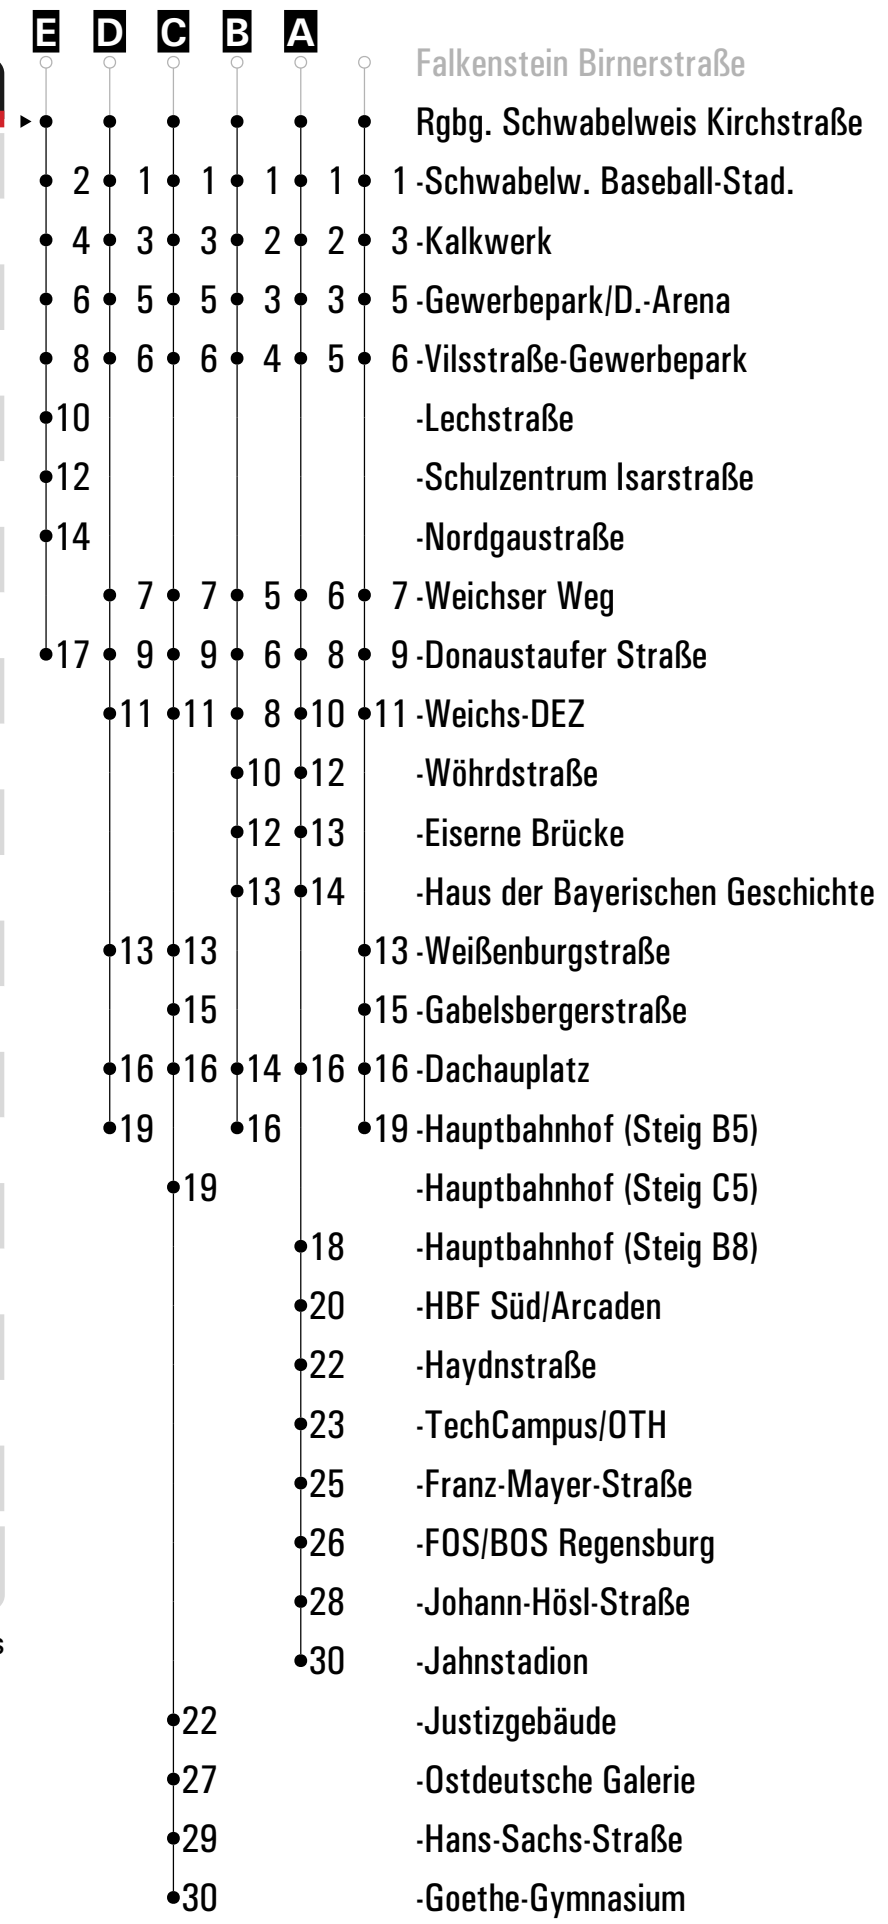 E D C B A
Falkenstein Birnerstraße
Rgbg. Schwabelweis Kirchstraße
2 1 1 1 1 1 -Schwabelw. Baseball-Stad.
4 3 3 2 2 3 -Kalkwerk
6 5 5 3 3 5 -Gewerbepark/D.-Arena
8 6 6 4 5 6 -Vilsstraße-Gewerbepark
10 -Lechstraße
12 -Schulzentrum Isarstraße
14 -Nordgaustraße
7 7 5 6 7 -Weichser Weg
17 9 9 6 8 9 -Donaustaufer Straße
11 11 8 10 11 -Weichs-DEZ
10 12 -Wöhrdstraße
12 13 -Eiserne Brücke
13 14 -Haus der Bayerischen Geschichte
13 13 13 -Weißenburgstraße
15 15 -Gabelsbergerstraße
16 16 14 16 16 -Dachauplatz
19 16 19 -Hauptbahnhof (Steig B5)
19 -Hauptbahnhof (Steig C5)
18 -Hauptbahnhof (Steig B8)
20 -HBF Süd/Arcaden
22 -Haydnstraße
23 -TechCampus/OTH
25 -Franz-Mayer-Straße
26 -FOS/BOS Regensburg
28 -Johann-Hösl-Straße
s
30 -Jahnstadion
22 -Justizgebäude
27 -Ostdeutsche Galerie
29 -Hans-Sachs-Straße
30 -Goethe-Gymnasium